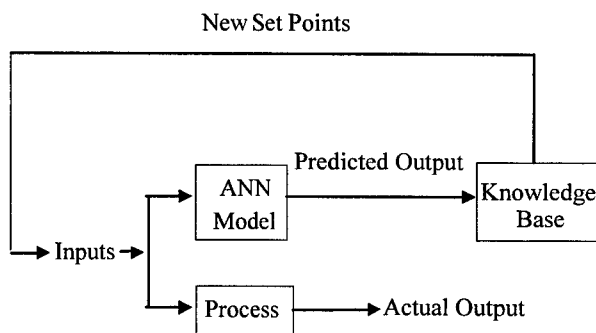 New Set Points
Predicted Output
ANN
Model
Knowledge
Base
Inputs
Process
Actual Output